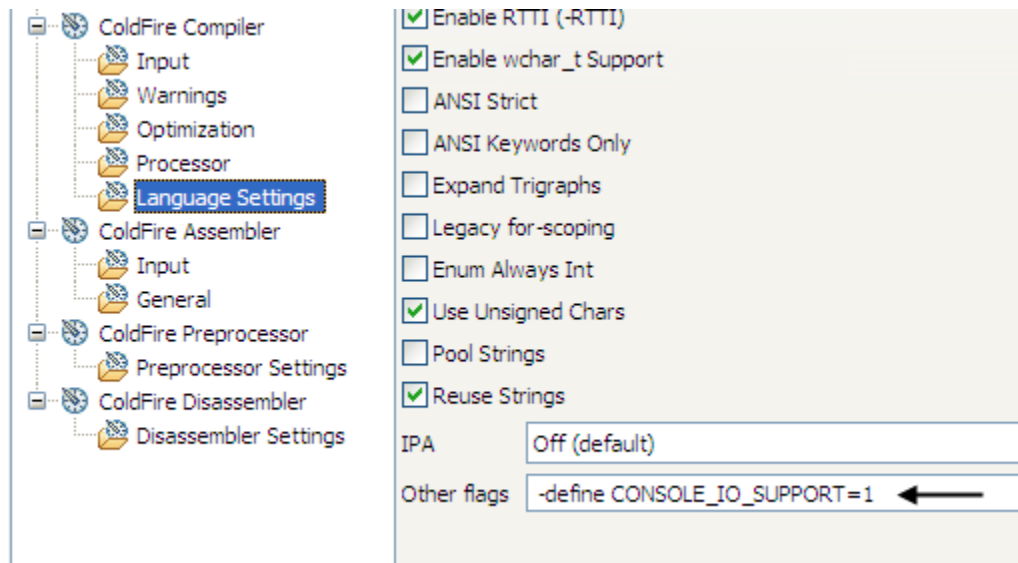 ColdFire Compiler
Input
Warnings
Optimization
Processor
Language Settings
ColdFire Assembler
Input
General
ColdFire Preprocessor
Preprocessor Settings
ColdFire Disassembler
Disassembler Settings
Enable RTTI (-RTTI)
Enable wchar_t Support
ANSI Strict
ANSI Keywords Only
Expand Trigraphs
Legacy for-scoping
Enum Always Int
Use Unsigned Chars
Pool Strings
Reuse Strings
IPA Off (default)
Other flags -define CONSOLE_IO_SUPPORT=1